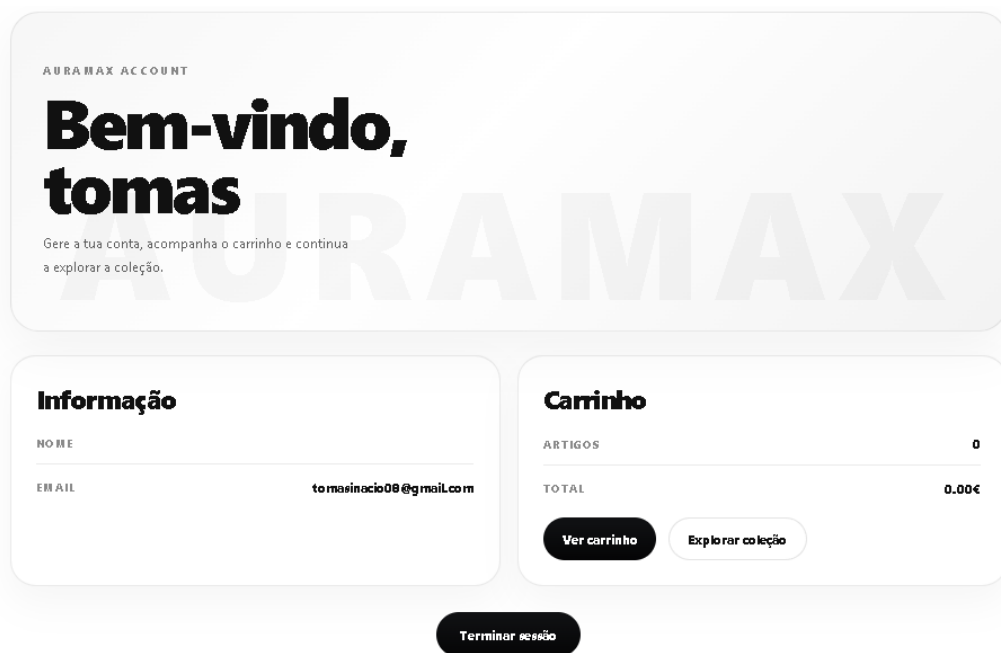 AURAMAX ACCOUNT
Bem-vindo,
tomas
AURAMAX
Gere a tua conta, acompanha o carrinho e continua
a explorar a coleção.
Informação
NOME
EMAIL tomasinacio08@gmail.com
Carrinho
ARTIGOS 0
TOTAL 0.00€
Ver carrinho Explorar coleção
Terminar sessão